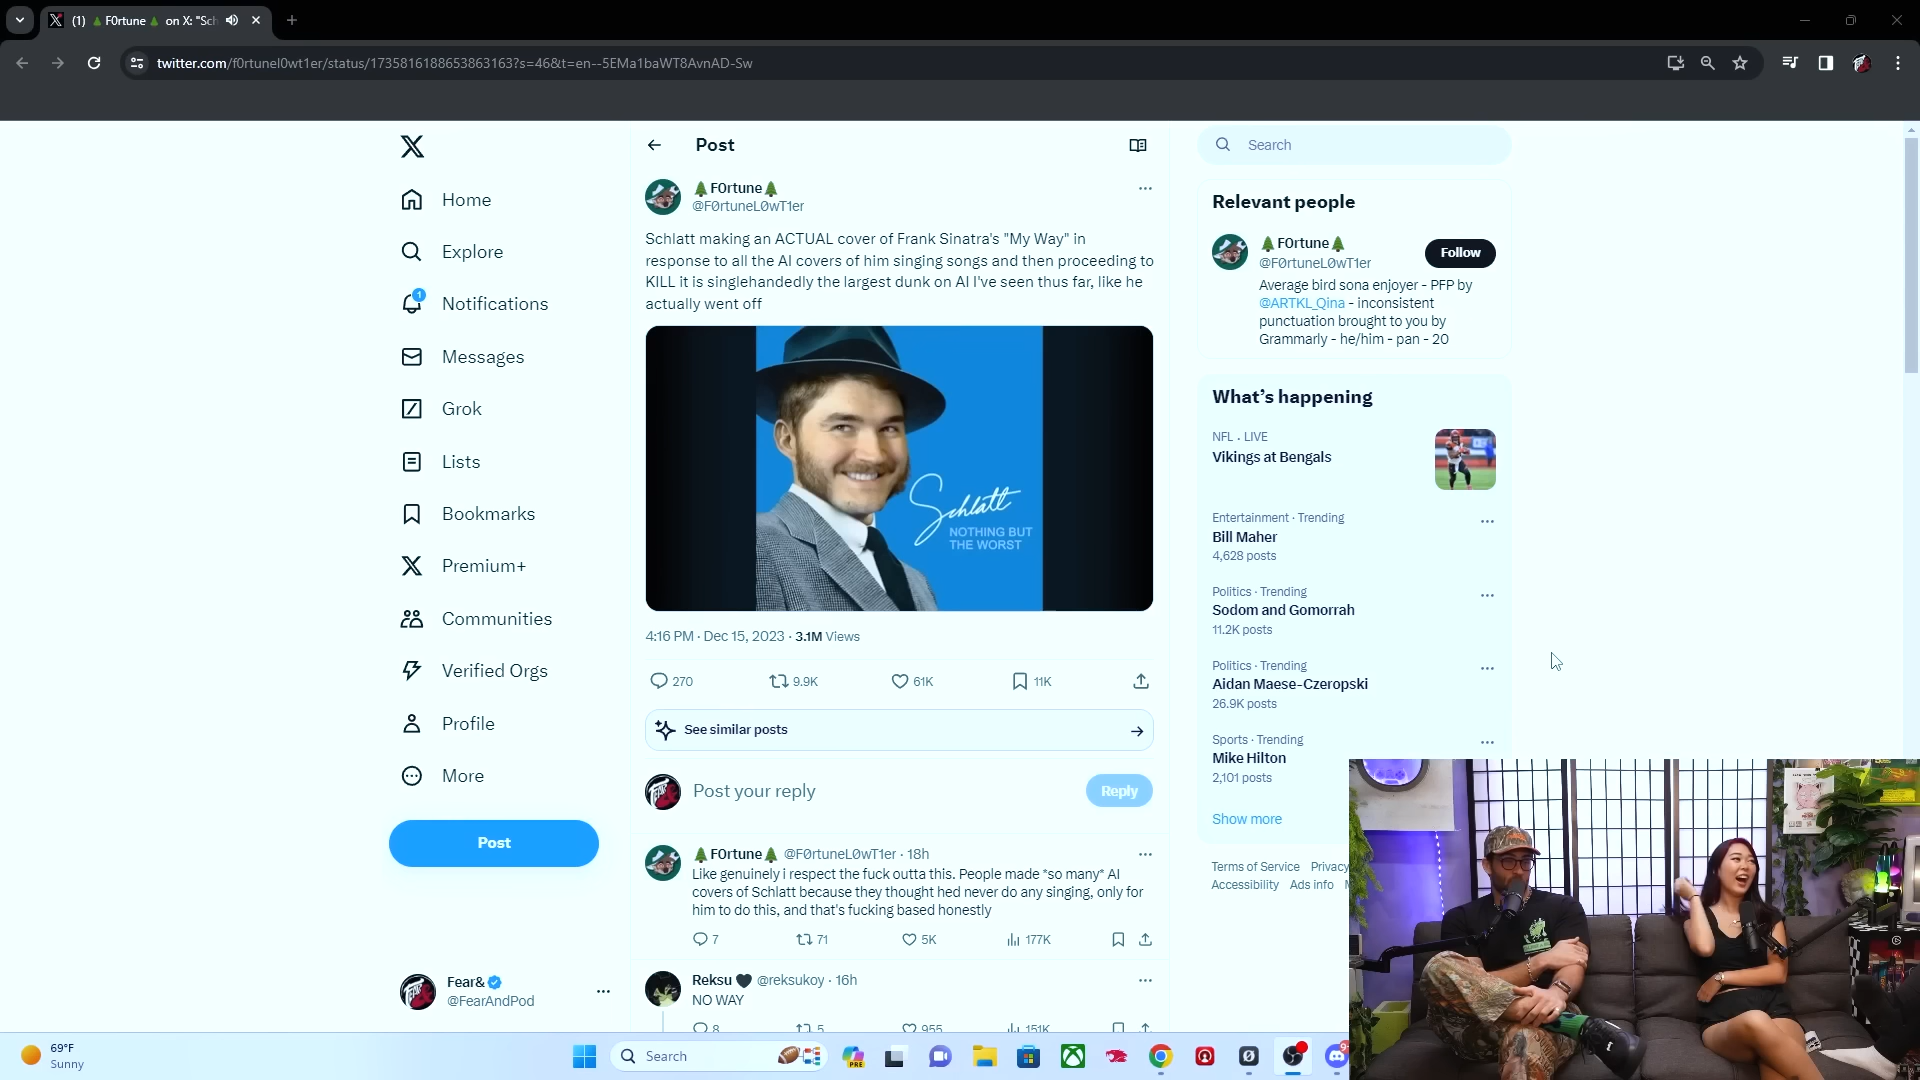 (1) 🌲F0rtune🌲 on X: "Sch
twitter.com/f0rtunel0wt1er/status/1735816188653863163?s=46&t=en--5EMa1baWT8AvnAD-Sw
Home
Explore
1
Notifications
Messages
Grok
Lists
Bookmarks
Premium+
Communities
Verified Orgs
Profile
More
Post
Fear&
@FearAndPod
Post
🌲F0rtune🌲
@F0rtuneL0wT1er
Schlatt making an ACTUAL cover of Frank Sinatra's "My Way" in
response to all the AI covers of him singing songs and then proceeding to
KILL it is singlehandedly the largest dunk on AI I've seen thus far, like he
actually went off
Schlatt
NOTHING BUT
THE WORST
4:16 PM · Dec 15, 2023 · 3.1M Views
270 9.9K 61K 11K
See similar posts
Post your reply
Reply
🌲F0rtune🌲 @F0rtuneL0wT1er · 18h
Like genuinely i respect the fuck outta this. People made *so many* AI
covers of Schlatt because they thought hed never do any singing, only for
him to do this, and that's fucking based honestly
7 71 5K 177K
Reksu 🖤 @reksukoy · 16h
NO WAY
8 5 955 151K
Search
Relevant people
🌲F0rtune🌲
@F0rtuneL0wT1er
Follow
Average bird sona enjoyer - PFP by
@ARTKL_Qina - inconsistent
punctuation brought to you by
Grammarly - he/him - pan - 20
What's happening
NFL · LIVE
Vikings at Bengals
Entertainment · Trending
Bill Maher
4,628 posts
Politics · Trending
Sodom and Gomorrah
11.2K posts
Politics · Trending
Aidan Maese-Czeropski
26.9K posts
Sports · Trending
Mike Hilton
2,101 posts
Show more
Terms of Service Privacy
Accessibility Ads info
69°F
Sunny
Search
PRE